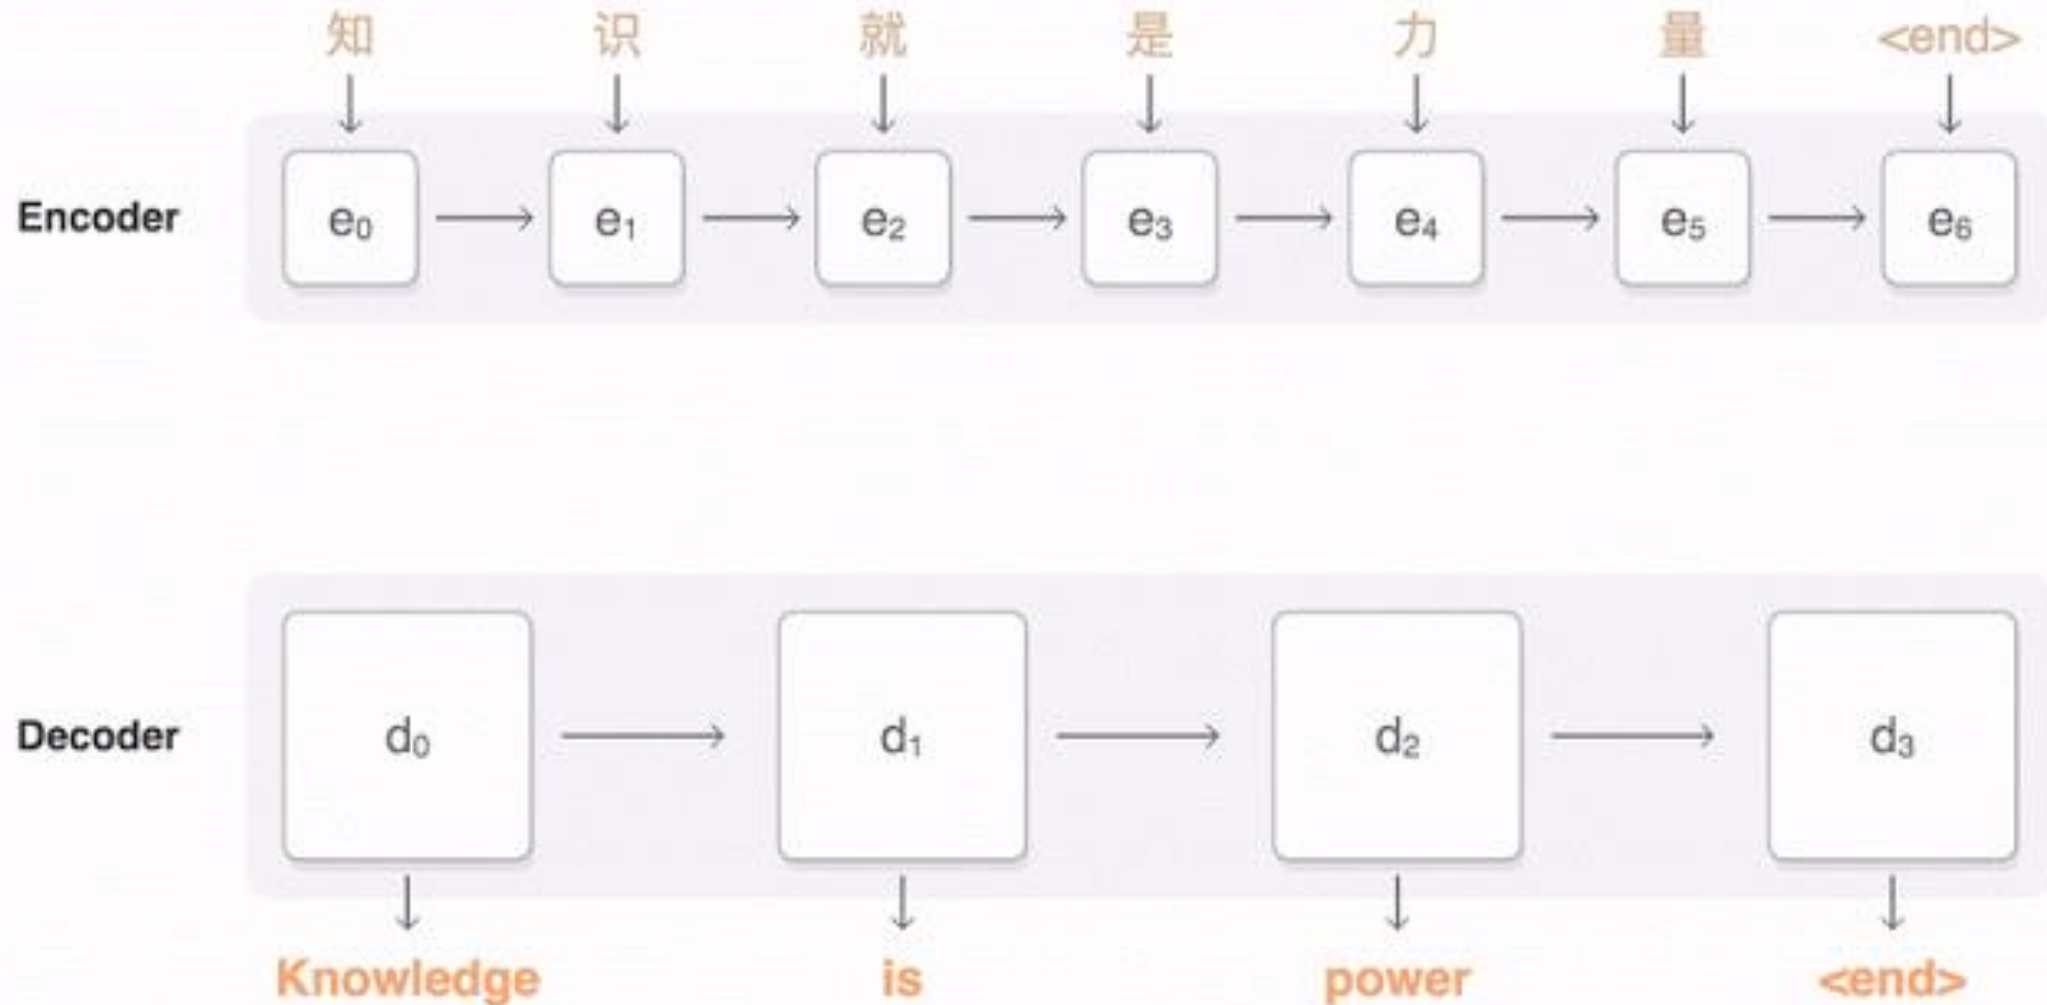 知 识 就 是 力 量 <end>
Encoder e₀ e₁ e₂ e₃ e₄ e₅ e₆
Decoder d₀ d₁ d₂ d₃
Knowledge is power <end>